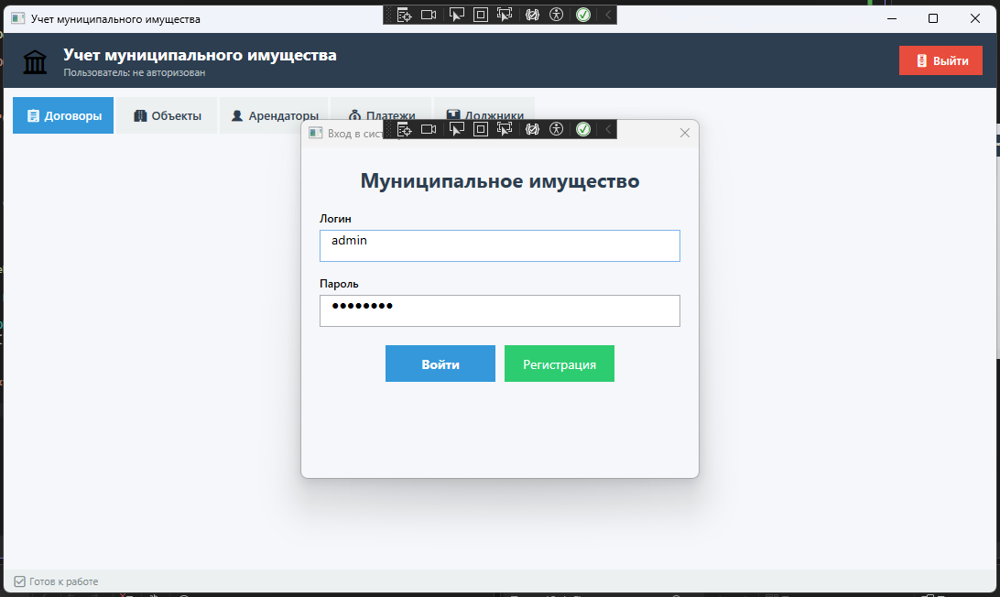 Учет муниципального имущества
Учет муниципального имущества
Пользователь: не авторизован
Выйти
Договоры
Объекты
Арендаторы
Платежи
Должники
Вход в сист
Муниципальное имущество
Логин
admin
Пароль
●●●●●●●●
Войти
Регистрация
Готов к работе